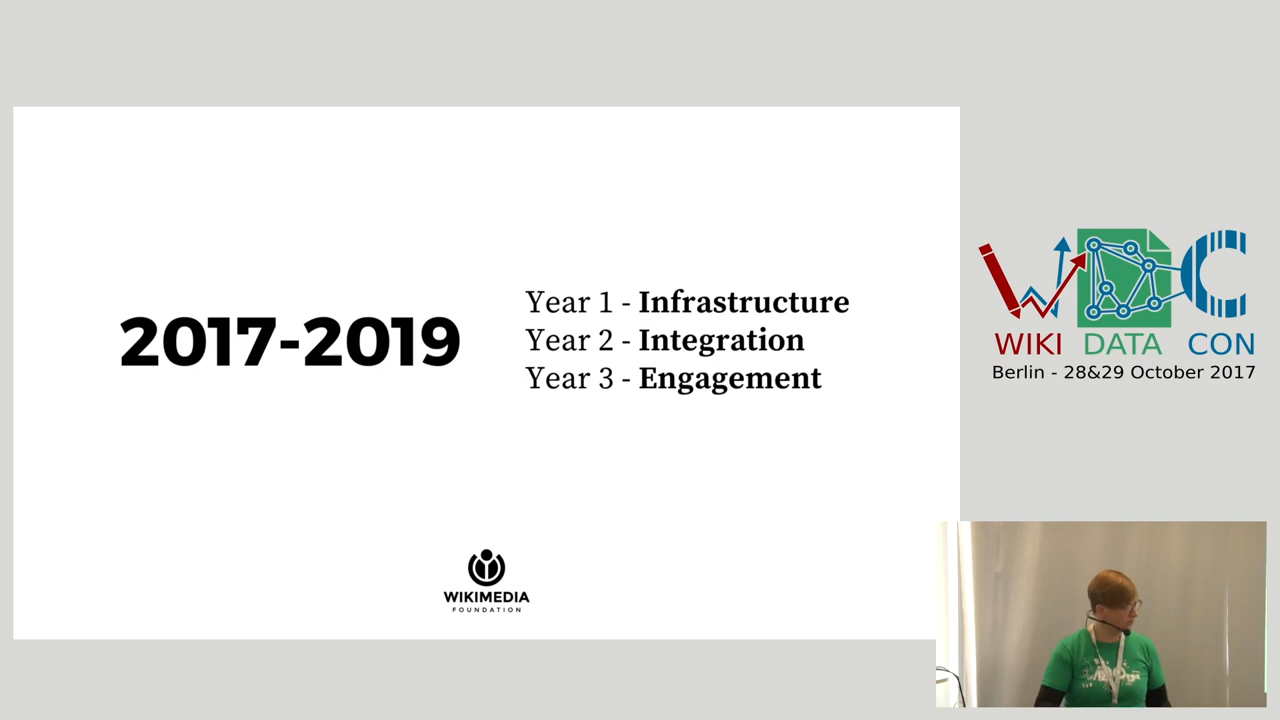 2017-2019
Year 1 - Infrastructure
Year 2 - Integration
Year 3 - Engagement
WIKIMEDIA
FOUNDATION
WIKI DATA CON
Berlin - 28&29 October 2017